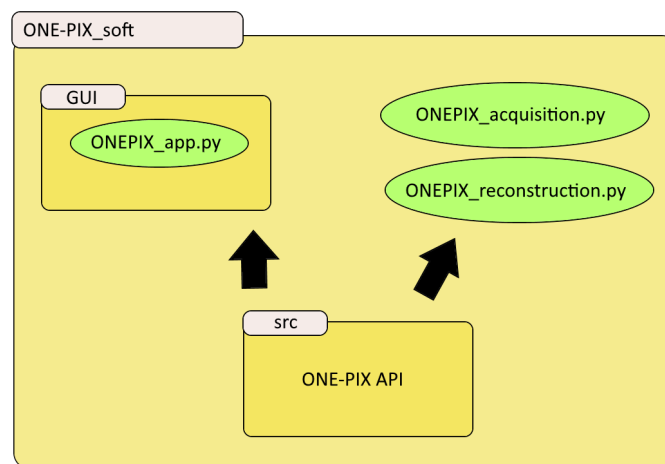 ONE-PIX_soft
GUI
ONEPIX_app.py
ONEPIX_acquisition.py
ONEPIX_reconstruction.py
src
ONE-PIX API